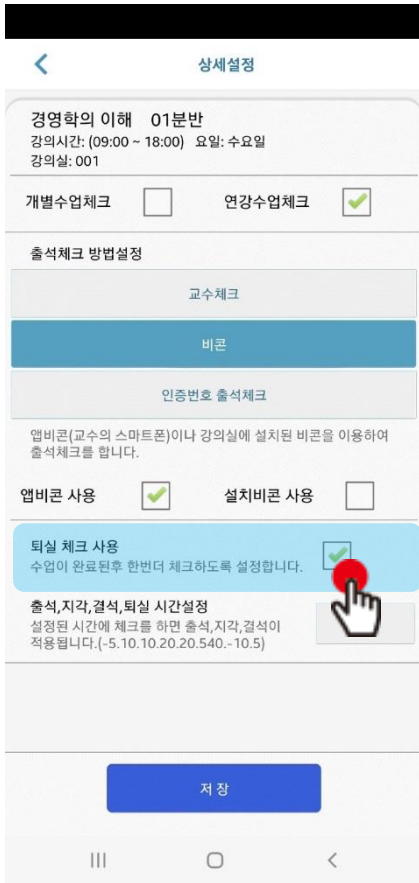 상세설정
경영학의 이해 01분반
강의시간: (09:00 ~ 18:00) 요일: 수요일
강의실: 001
개별수업체크 연강수업체크
출석체크 방법설정
교수체크
비콘
인증번호 출석체크
앱비콘(교수의 스마트폰)이나 강의실에 설치된 비콘을 이용하여
출석체크를 합니다.
앱비콘 사용 설치비콘 사용
퇴실 체크 사용
수업이 완료된후 한번더 체크하도록 설정합니다.
출석,지각,결석,퇴실 시간설정
설정된 시간에 체크를 하면 출석,지각,결석이
적용됩니다.(-5.10.10.20.20.540.-10.5)
저장